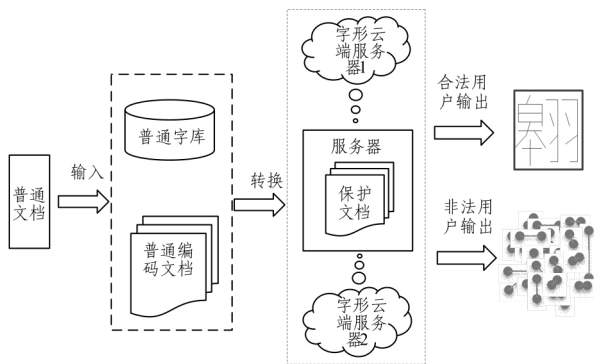 普通
文档
输入
普通字库
普通编
码文档
转换
字形云
端服务
器1
服务器
保护
文档
字形云
端服务
器2
合法用
户输出
翱
非法用
户输出